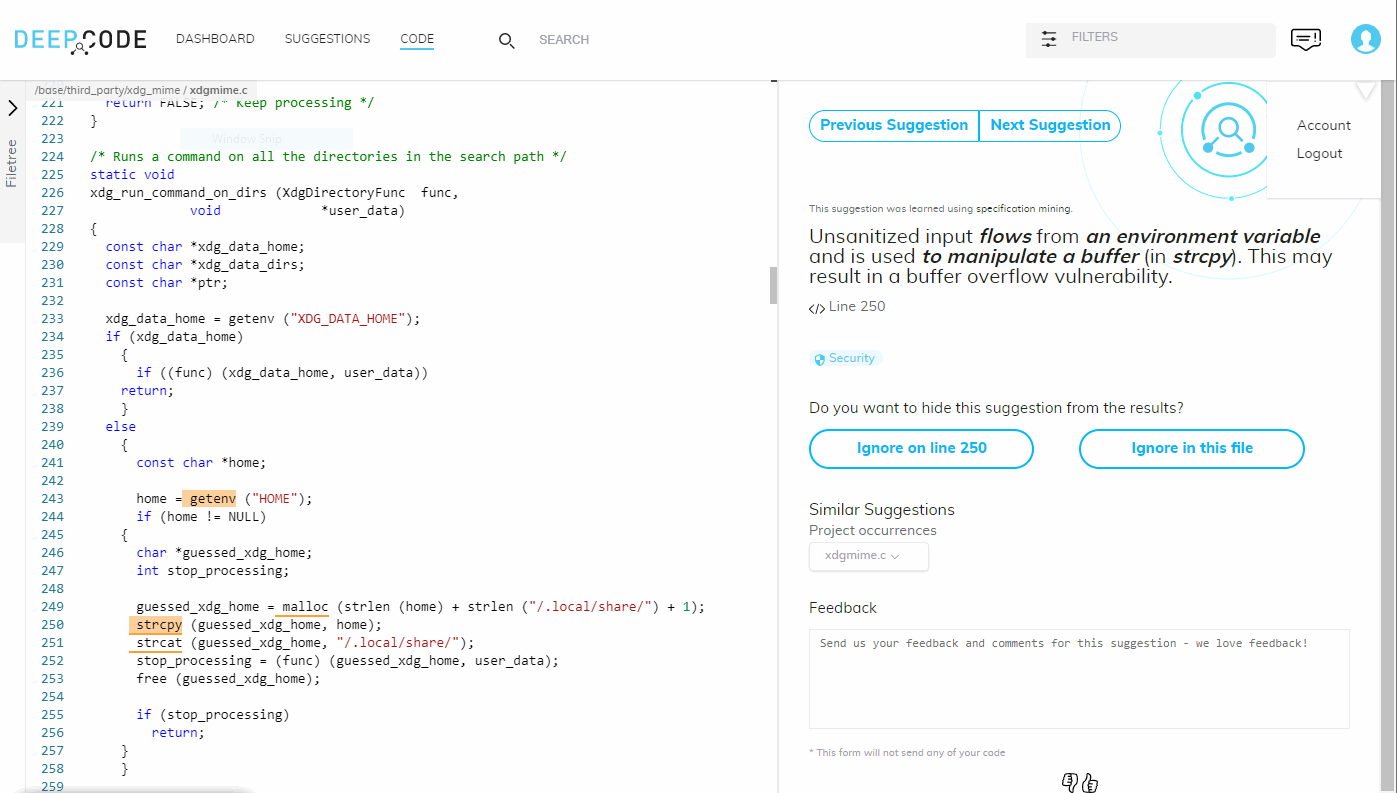 DEEPCODE DASHBOARD SUGGESTIONS CODE SEARCH FILTERS
/base/third_party/xdg_mime / xdgmime.c
Filetree
221 return FALSE; /* Keep processing */
222 }
223
Window Snip
224 /* Runs a command on all the directories in the search path */
225 static void
226 xdg_run_command_on_dirs (XdgDirectoryFunc func,
227 void *user_data)
228 {
229 const char *xdg_data_home;
230 const char *xdg_data_dirs;
231 const char *ptr;
232
233 xdg_data_home = getenv ("XDG_DATA_HOME");
234 if (xdg_data_home)
235 {
236 if ((func) (xdg_data_home, user_data))
237 return;
238 }
239 else
240 {
241 const char *home;
242
243 home = getenv ("HOME");
244 if (home != NULL)
245 {
246 char *guessed_xdg_home;
247 int stop_processing;
248
249 guessed_xdg_home = malloc (strlen (home) + strlen ("/.local/share/") + 1);
250 strcpy (guessed_xdg_home, home);
251 strcat (guessed_xdg_home, "/.local/share/");
252 stop_processing = (func) (guessed_xdg_home, user_data);
253 free (guessed_xdg_home);
254
255 if (stop_processing)
256 return;
257 }
258 }
259
Previous Suggestion Next Suggestion
Account
Logout
This suggestion was learned using specification mining.
Unsanitized input flows from an environment variable
and is used to manipulate a buffer (in strcpy). This may
result in a buffer overflow vulnerability.
</> Line 250
Security
Do you want to hide this suggestion from the results?
Ignore on line 250 Ignore in this file
Similar Suggestions
Project occurrences
xdgmime.c
Feedback
Send us your feedback and comments for this suggestion - we love feedback!
* This form will not send any of your code